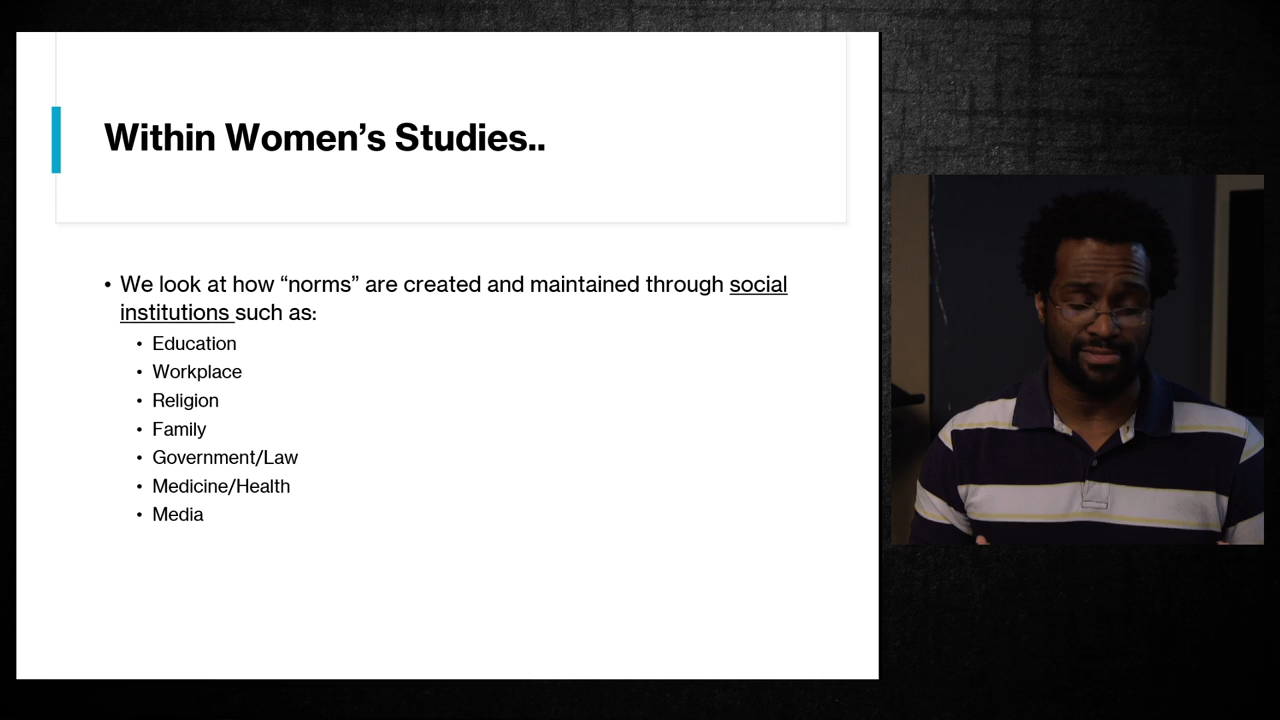 Within Women’s Studies..
• We look at how “norms” are created and maintained through social
institutions such as:
• Education
• Workplace
• Religion
• Family
• Government/Law
• Medicine/Health
• Media